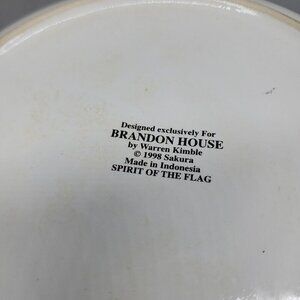 Designed exclusively For
BRANDON HOUSE
by Warren Kimble
© 1998 Sakura
Made in Indonesia
SPIRIT OF THE FLAG